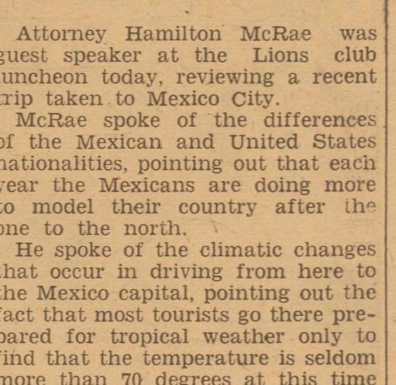 Attorney Hamilton McRae was
guest speaker at the Lions club
luncheon today, reviewing a recent
trip taken to Mexico City.
McRae spoke of the differences
of the Mexican and United States
nationalities, pointing out that each
year the Mexicans are doing more
to model their country after the
one to the north.
He spoke of the climatic changes
that occur in driving from here to
the Mexico capital, pointing out the
fact that most tourists go there pre-
pared for tropical weather only to
find that the temperature is seldom
more than 70 degrees at this time